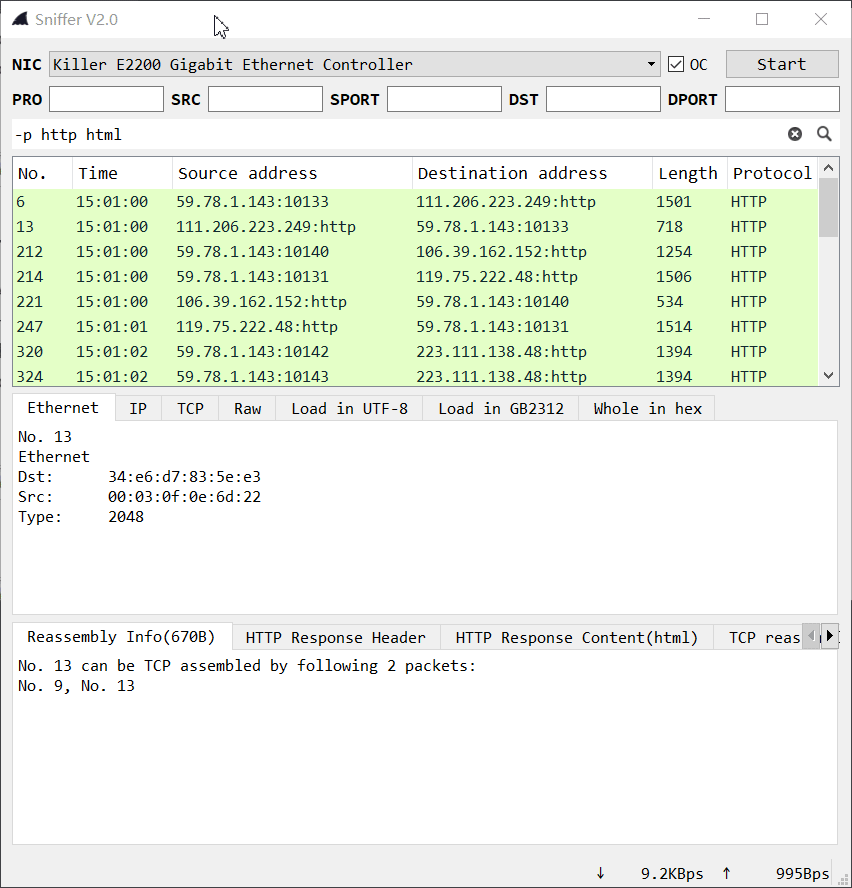 Sniffer V2.0
NIC Killer E2200 Gigabit Ethernet Controller OC Start
PRO SRC SPORT DST DPORT
-p http html
No. Time Source address Destination address Length Protocol
6 15:01:00 59.78.1.143:10133 111.206.223.249:http 1501 HTTP
13 15:01:00 111.206.223.249:http 59.78.1.143:10133 718 HTTP
212 15:01:00 59.78.1.143:10140 106.39.162.152:http 1254 HTTP
214 15:01:00 59.78.1.143:10131 119.75.222.48:http 1506 HTTP
221 15:01:00 106.39.162.152:http 59.78.1.143:10140 534 HTTP
247 15:01:01 119.75.222.48:http 59.78.1.143:10131 1514 HTTP
320 15:01:02 59.78.1.143:10142 223.111.138.48:http 1394 HTTP
324 15:01:02 59.78.1.143:10143 223.111.138.48:http 1394 HTTP
Ethernet IP TCP Raw Load in UTF-8 Load in GB2312 Whole in hex
No. 13
Ethernet
Dst: 34:e6:d7:83:5e:e3
Src: 00:03:0f:0e:6d:22
Type: 2048
Reassembly Info(670B) HTTP Response Header HTTP Response Content(html) TCP reas
No. 13 can be TCP assembled by following 2 packets:
No. 9, No. 13
↓ 9.2KBps ↑ 995Bps